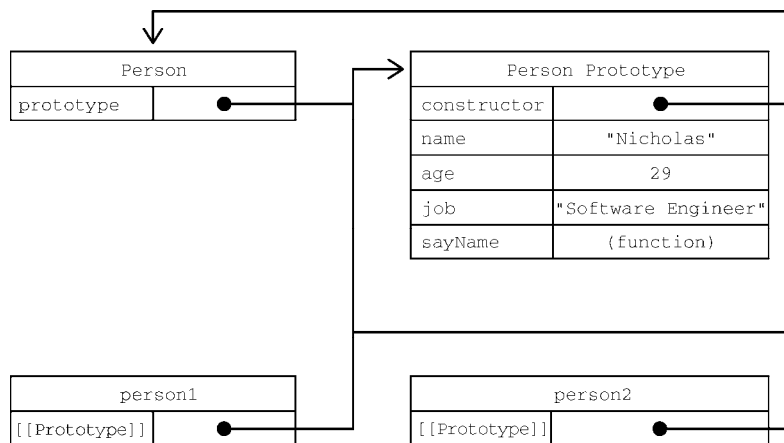 Person
prototype
Person Prototype
constructor
name "Nicholas"
age 29
job "Software Engineer"
sayName (function)
person1
[[Prototype]]
person2
[[Prototype]]